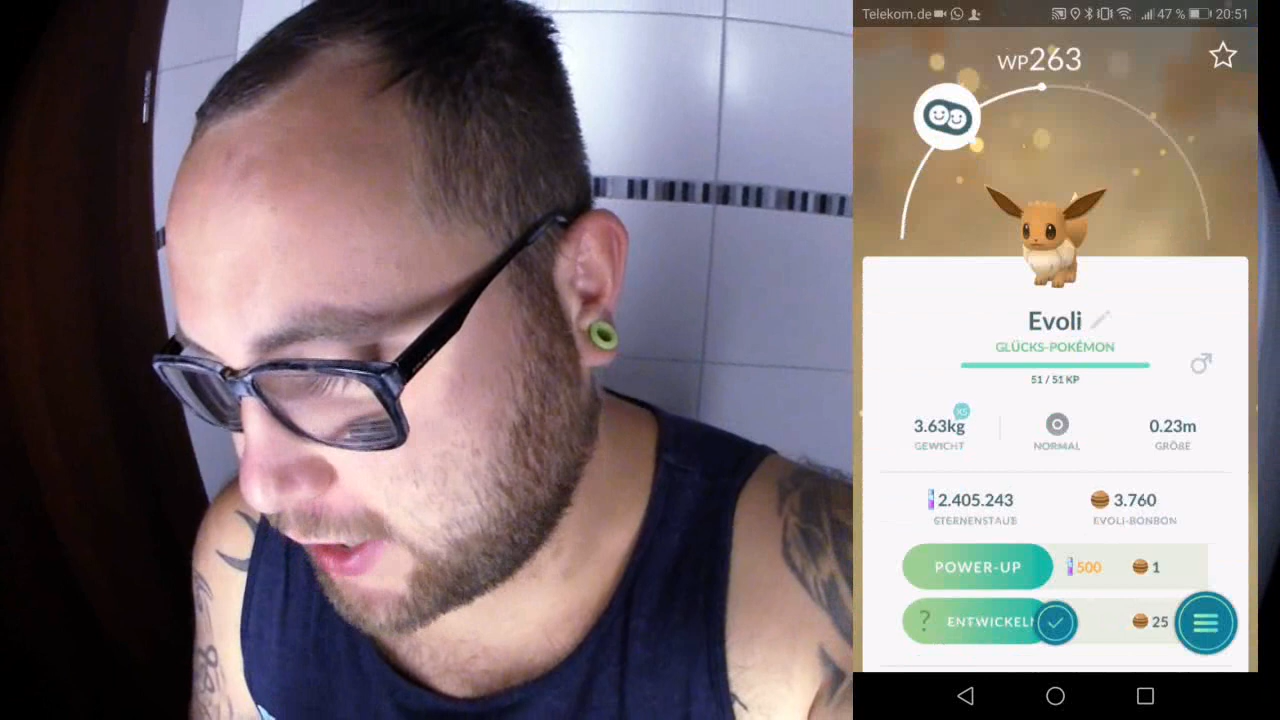 Telekom.de 47 % 20:51
WP263
Evoli
GLÜCKS-POKÉMON
51 / 51 KP
XS
3.63kg 0.23m
GEWICHT NORMAL GRÖßE
2.405.243 3.760
STERNENSTAUB EVOLI-BONBON
POWER-UP 500 1
? ENTWICKELN 25